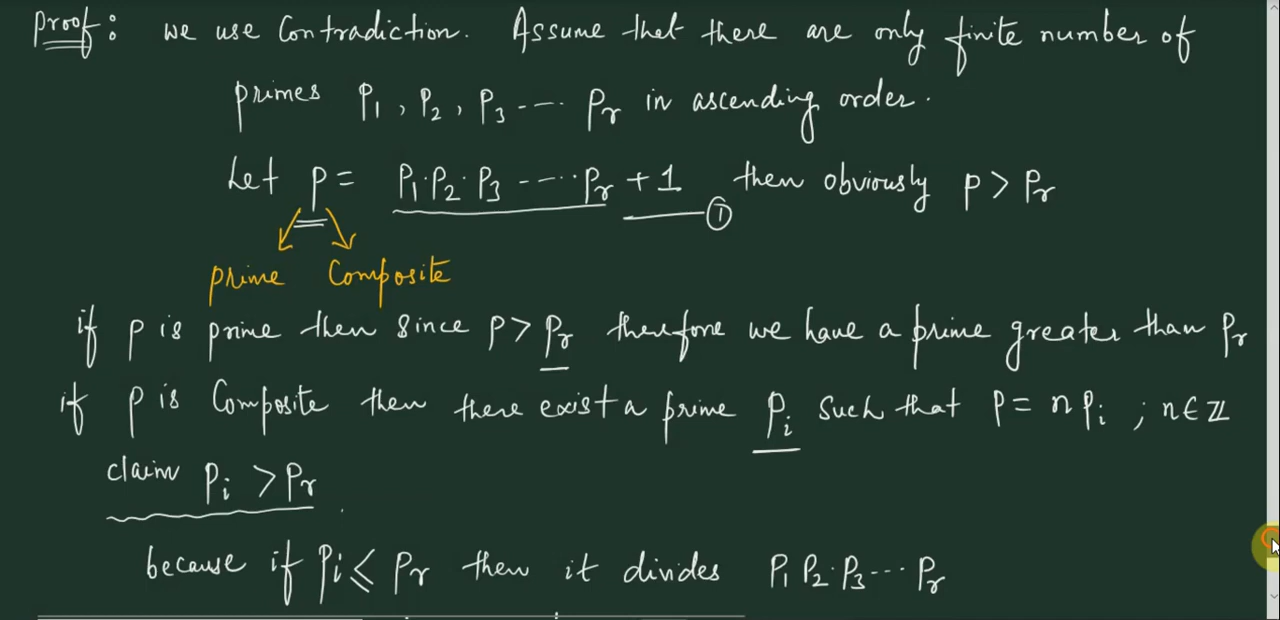 Proof: we use Contradiction. Assume that there are only finite number of
primes P₁, P₂, P₃ ---- Pᵣ in ascending order.
Let p = P₁·P₂·P₃ ----· Pᵣ + 1 ① then obviously p > Pᵣ
prime Composite
if p is prime then since p > Pᵣ therefore we have a prime greater than Pᵣ
if p is Composite then there exist a prime Pᵢ such that p = n Pᵢ ; n ∈ ℤ
claim Pᵢ > Pᵣ
because if Pᵢ ≤ Pᵣ then it divides P₁ P₂·P₃ --- Pᵣ